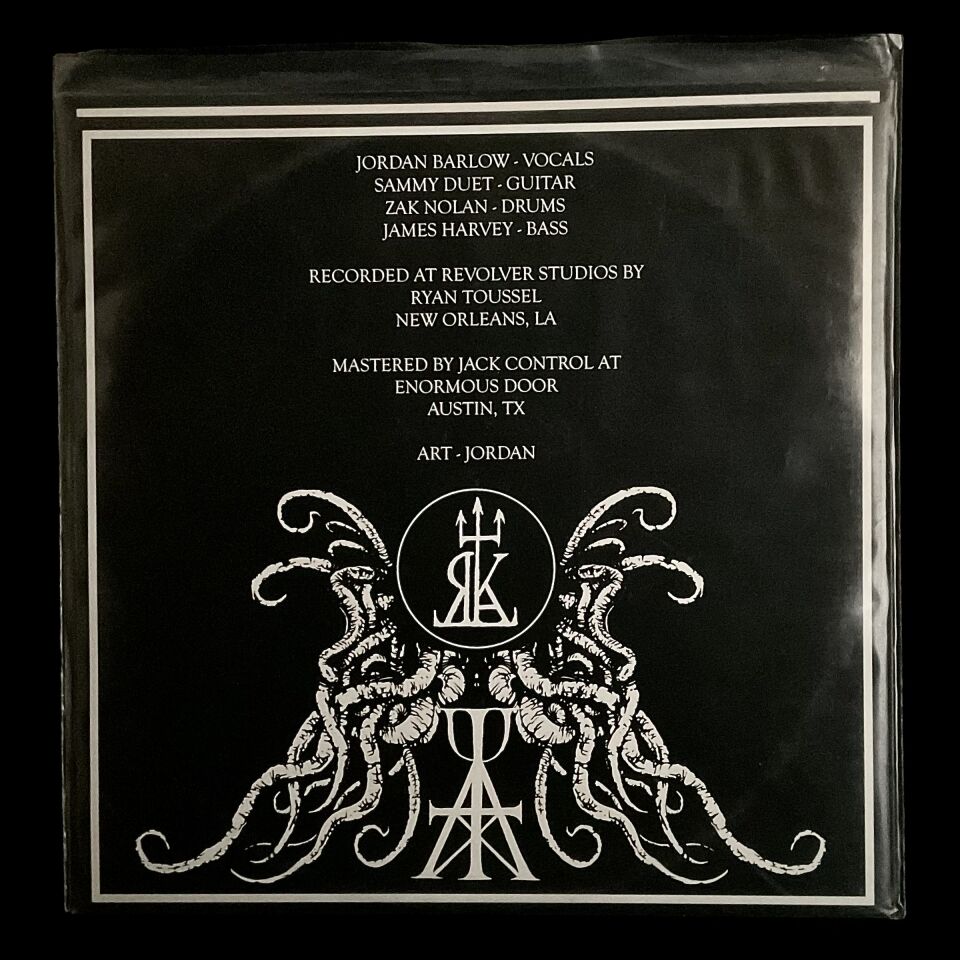 JORDAN BARLOW - VOCALS
SAMMY DUET - GUITAR
ZAK NOLAN - DRUMS
JAMES HARVEY - BASS
RECORDED AT REVOLVER STUDIOS BY
RYAN TOUSSEL
NEW ORLEANS, LA
MASTERED BY JACK CONTROL AT
ENORMOUS DOOR
AUSTIN, TX
ART - JORDAN